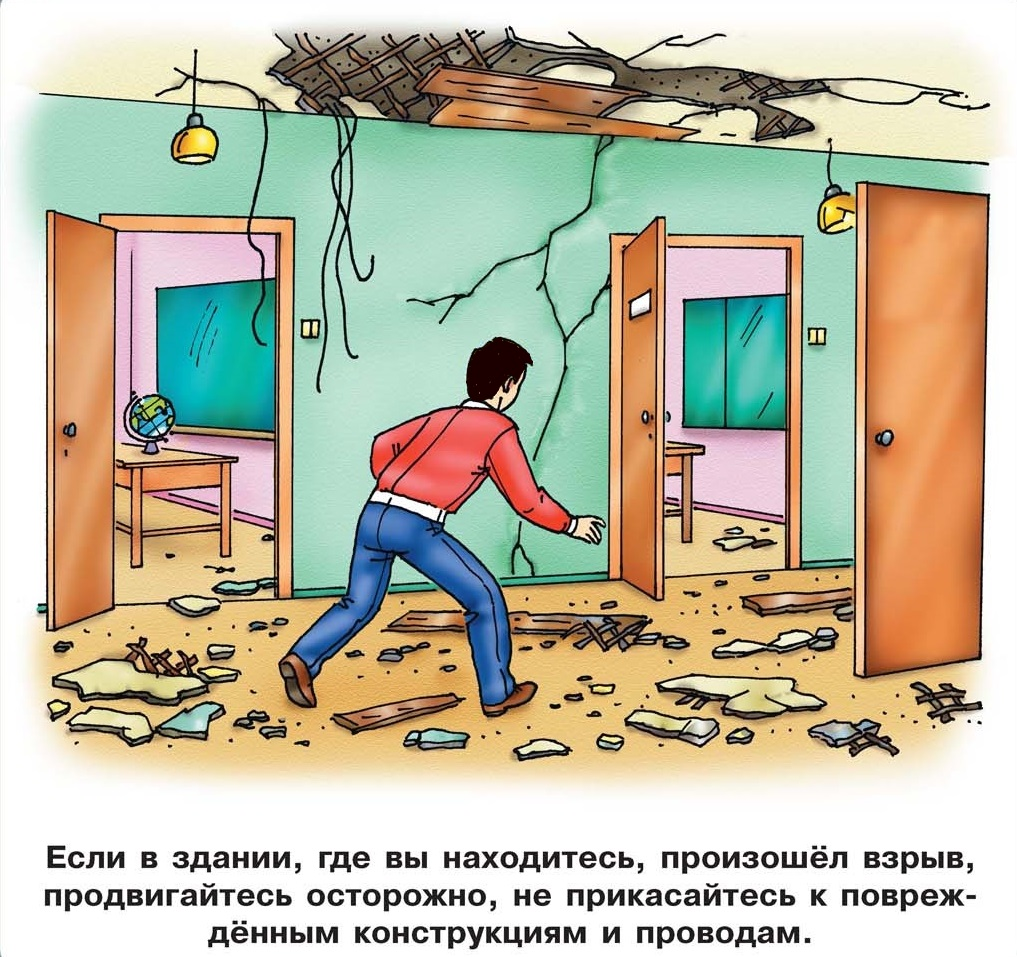 Если в здании, где вы находитесь, произошёл взрыв,
продвигайтесь осторожно, не прикасайтесь к повреж-
дённым конструкциям и проводам.